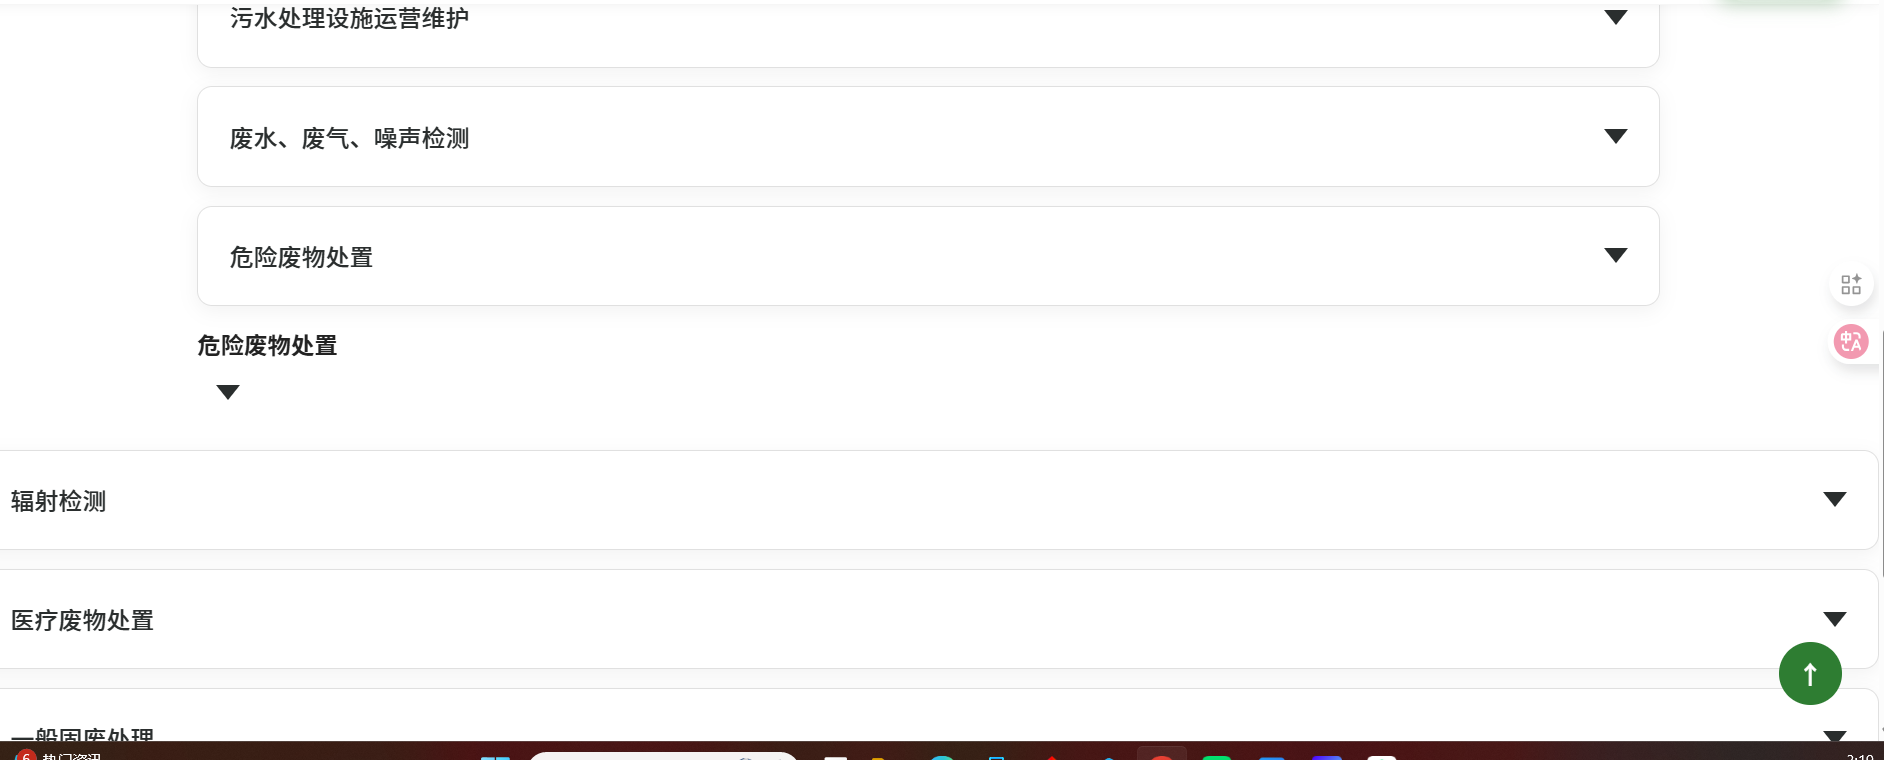 污水处理设施运营维护
废水、废气、噪声检测
危险废物处置
危险废物处置
中A
辐射检测
医疗废物处置
一般固废处理
6 热门资讯